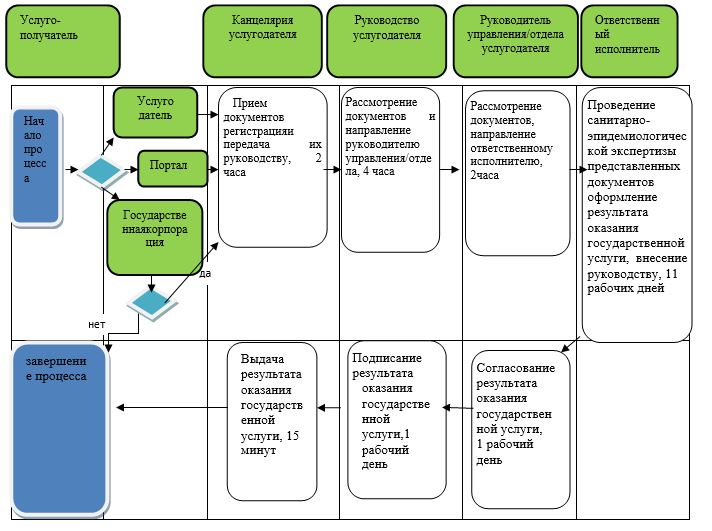 Услуго-
получатель
Канцелярия
услугодателя
Руководство
услугодателя
Руководитель
управления/отдела
услугодателя
Ответствен
ный
исполнитель
Нач
ало
про
цесс
а
Услуго
датель
Портал
Государстве
ннаякорпора
ция
да
нет
Прием
документов
регистрацияи
передача их
руководству, 2
часа
Рассмотрение
документов и
направление
руководителю
управления/отде
ла, 4 часа
Рассмотрение
документов,
направление
ответственному
исполнителю,
2часа
Проведение
санитарно-
эпидемиологичес
кой экспертизы
представленных
документов
оформление
результата
оказания
государственной
услуги, внесение
руководству, 11
рабочих дней
завершени
е процесса
Выдача
результата
оказания
государств
енной
услуги, 15
минут
Подписание
результата
оказания
государстве
нной
услуги,1
рабочий
день
Согласование
результата
оказания
государствен
ной услуги,
1 рабочий
день